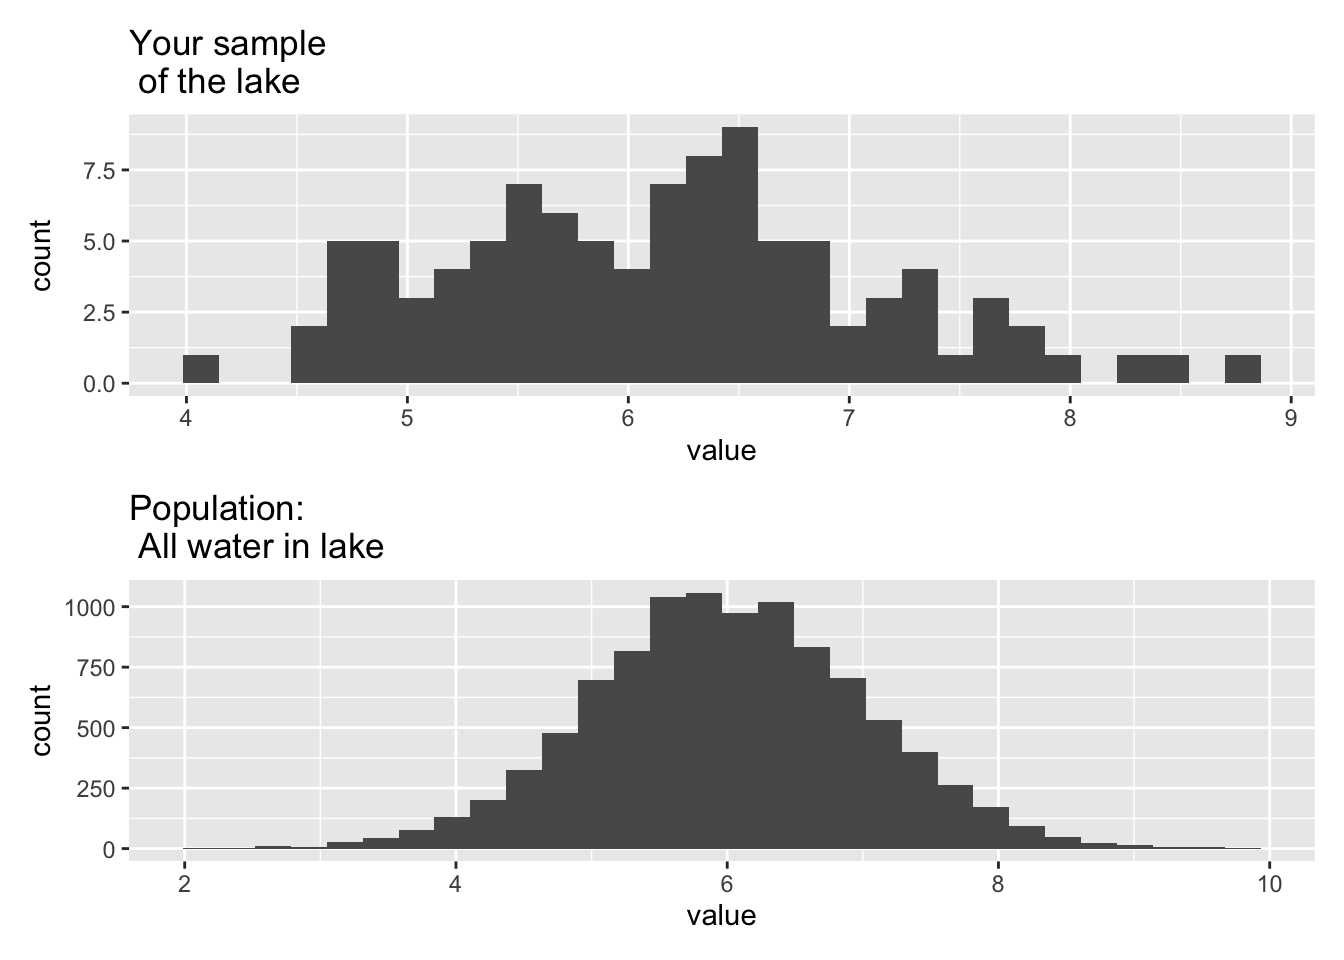 Your sample
of the lake
count
7.5
5.0
2.5
0.0
4 5 6 7 8 9
value
Population:
All water in lake
count
1000
750
500
250
0
2 4 6 8 10
value